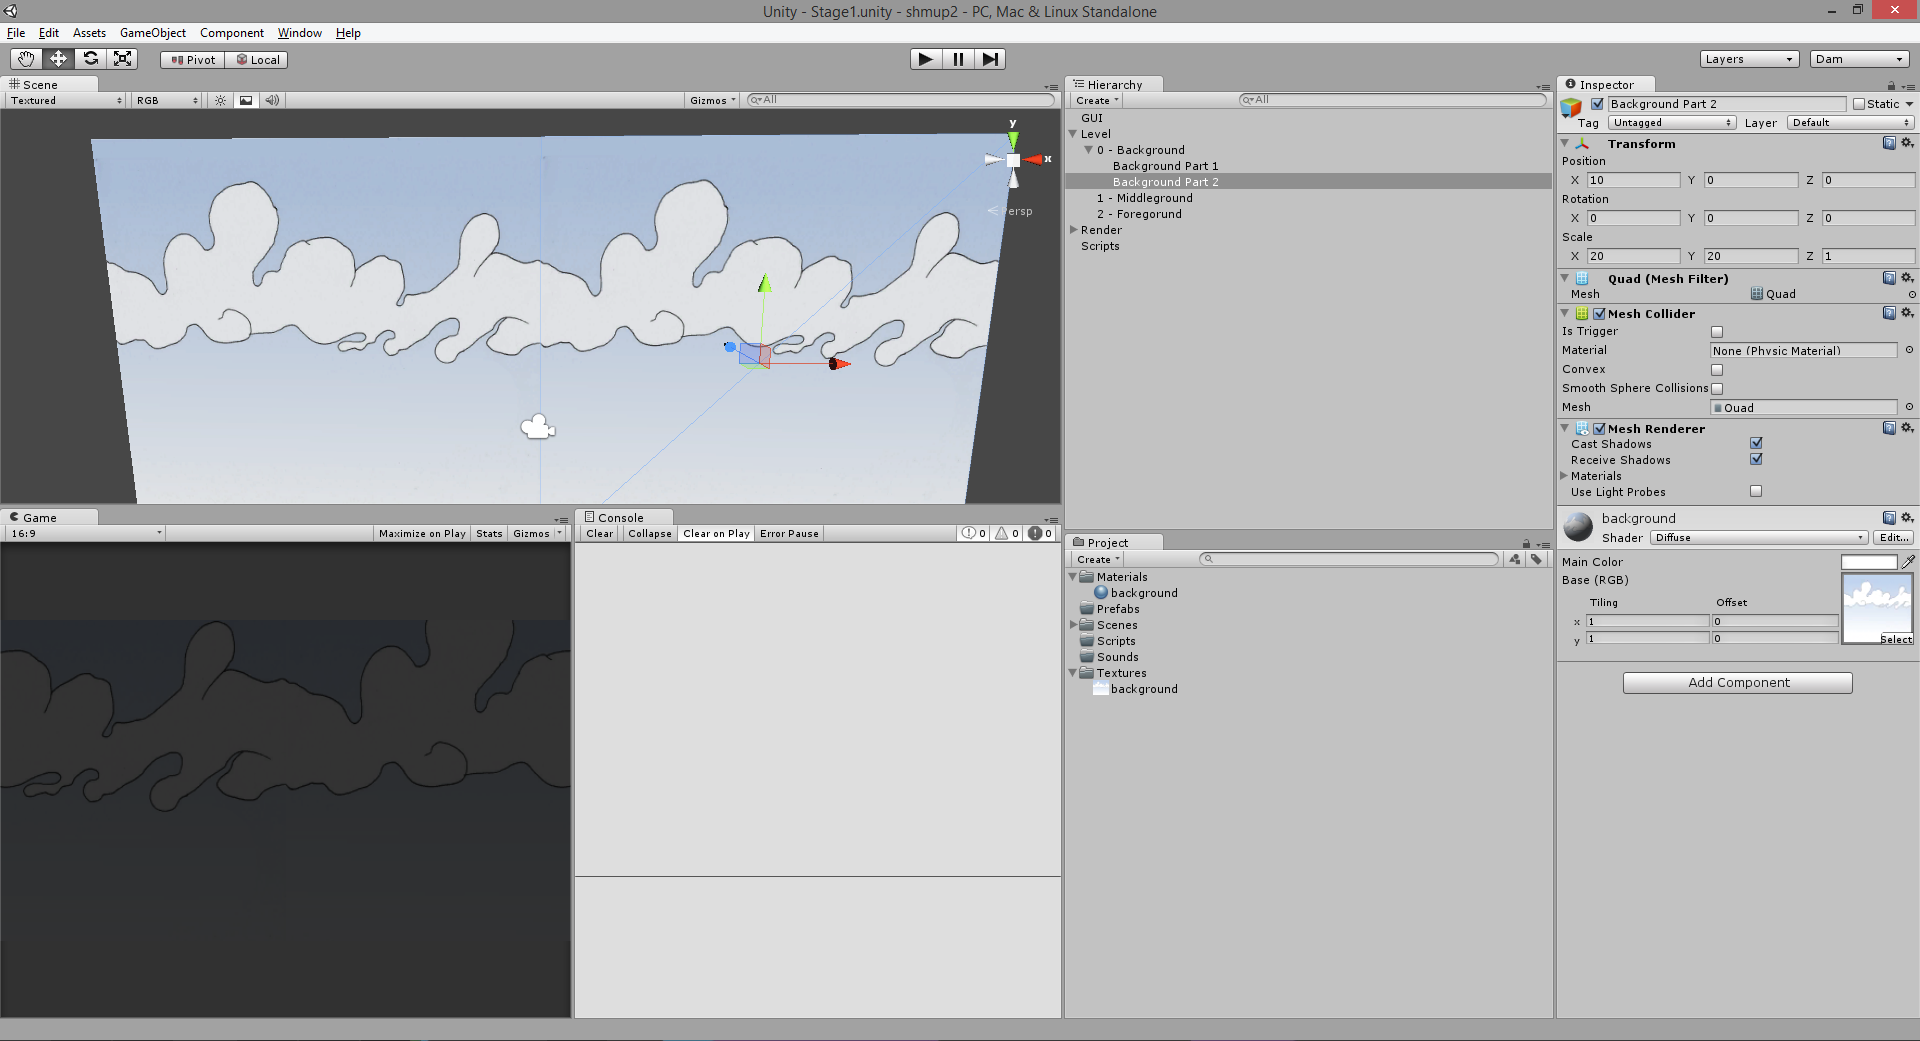 Unity - Stage1.unity - shmup2 - PC, Mac & Linux Standalone
File Edit Assets GameObject Component Window Help
Pivot Local
Layers Dam
Scene
Textured RGB Gizmos All
y
x
Persp
Game
16:9 Maximize on Play Stats Gizmos
Console
Clear Collapse Clear on Play Error Pause 0 0 0
Hierarchy
Create All
GUI
Level
0 - Background
Background Part 1
Background Part 2
1 - Middleground
2 - Foregorund
Render
Scripts
Project
Create
Materials
background
Prefabs
Scenes
Scripts
Sounds
Textures
background
Inspector
Background Part 2 Static
Tag Untagged Layer Default
Transform
Position
X 10 Y 0 Z 0
Rotation
X 0 Y 0 Z 0
Scale
X 20 Y 20 Z 1
Quad (Mesh Filter)
Mesh Quad
Mesh Collider
Is Trigger
Material None (Physic Material)
Convex
Smooth Sphere Collisions
Mesh Quad
Mesh Renderer
Cast Shadows
Receive Shadows
Materials
Use Light Probes
background
Shader Diffuse Edit...
Main Color
Base (RGB)
Tiling Offset
x 1 0
y 1 0
Select
Add Component